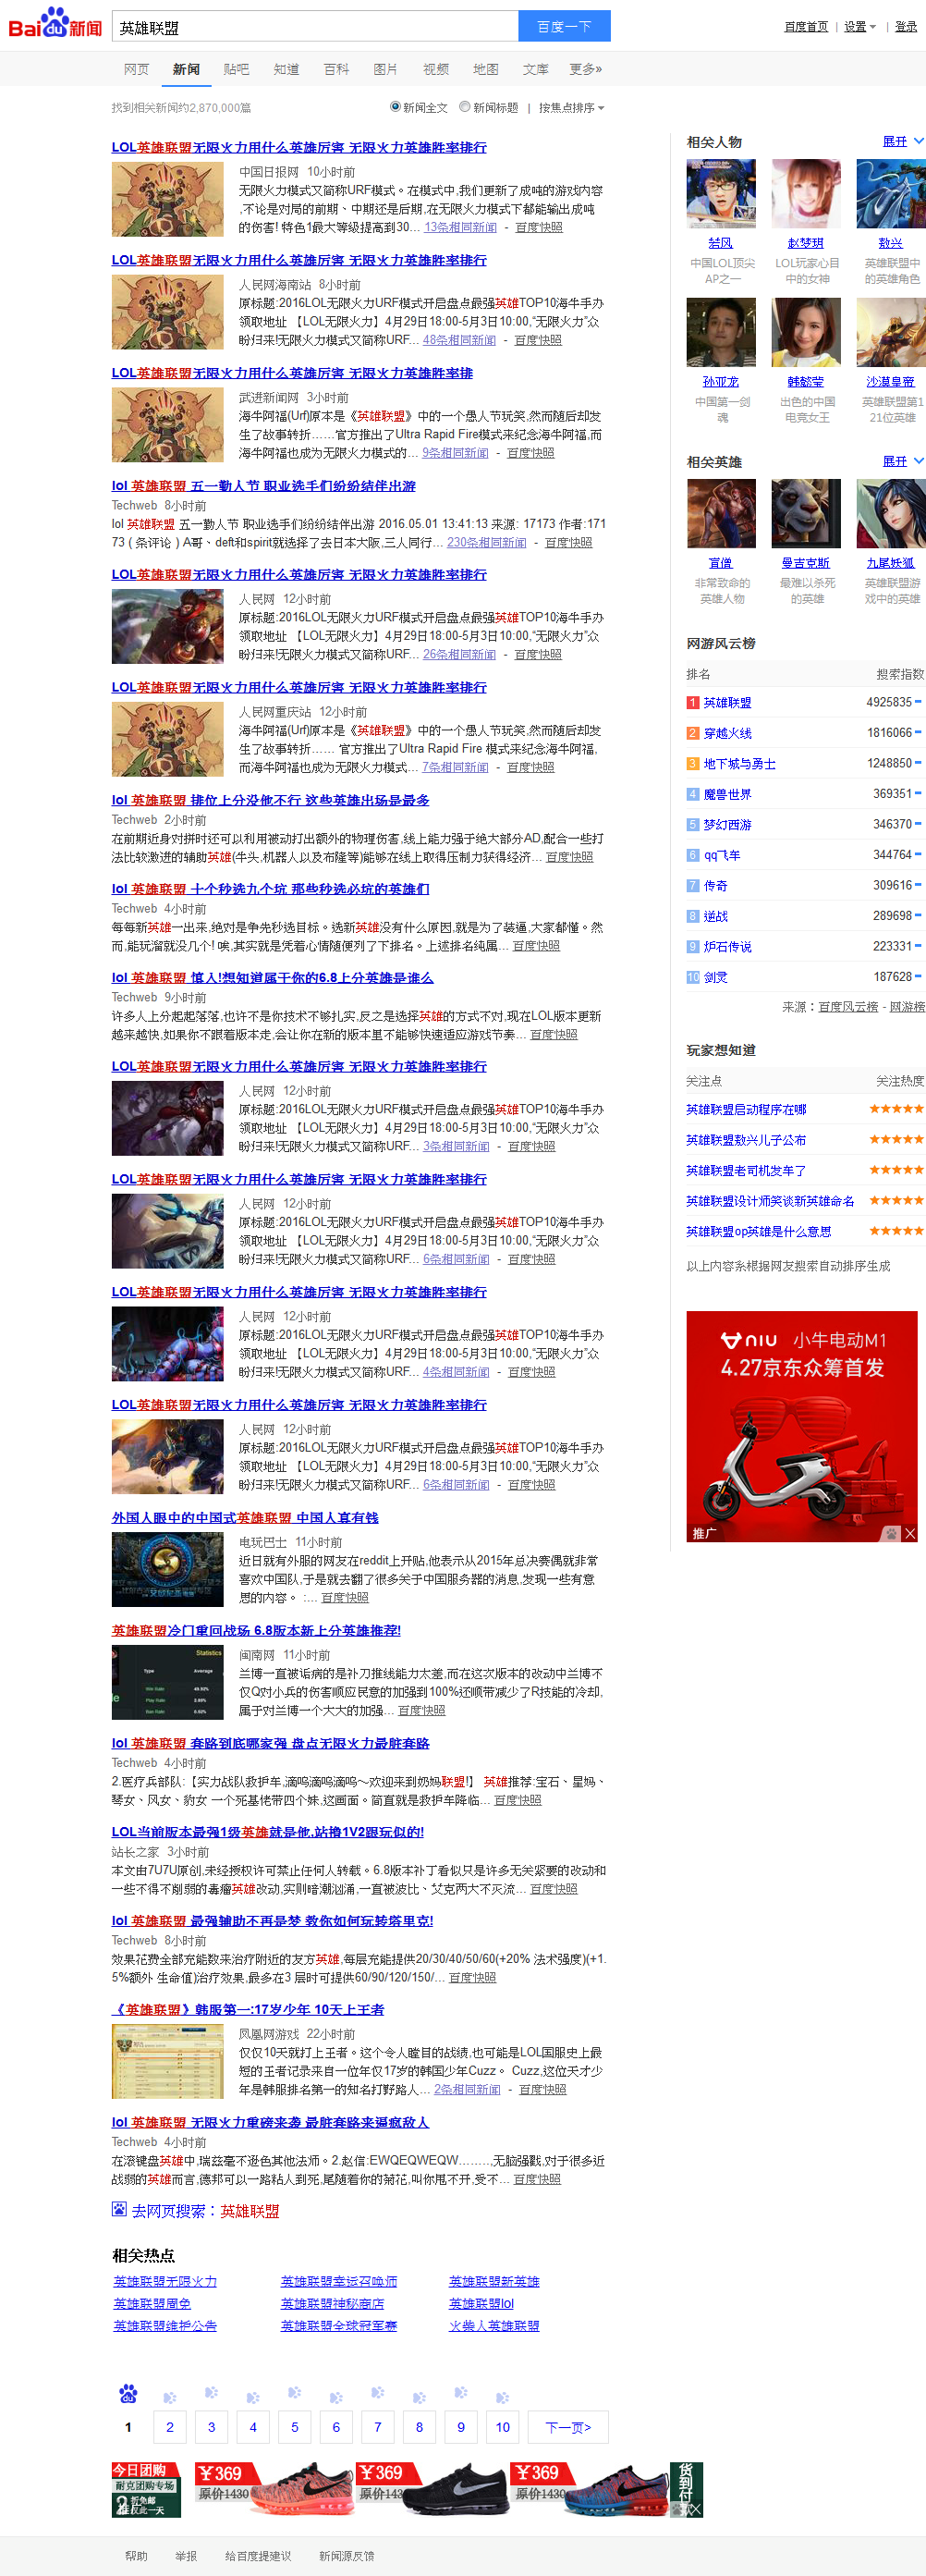 Bai du 新闻
英雄联盟
百度一下
百度首页 | 设置 | 登录
网页 新闻 贴吧 知道 百科 图片 视频 地图 文库 更多»
找到相关新闻约2,870,000篇
新闻全文 新闻标题 | 按焦点排序
LOL英雄联盟无限火力用什么英雄厉害 无限火力英雄胜率排行
中国日报网 10小时前
无限火力模式又简称URF模式。在模式中,我们更新了成吨的游戏内容
,不论是对局的前期、中期还是后期,在无限火力模式下都能输出成吨
的伤害! 特色1最大等级提高到30... 13条相同新闻 - 百度快照
LOL英雄联盟无限火力用什么英雄厉害 无限火力英雄胜率排行
人民网海南站 8小时前
原标题:2016LOL无限火力URF模式开启盘点最强英雄TOP10海牛手办
领取地址 【LOL无限火力】4月29日18:00-5月3日10:00,“无限火力”众
盼归来!无限火力模式又简称URF... 48条相同新闻 - 百度快照
LOL英雄联盟无限火力用什么英雄厉害 无限火力英雄胜率排
武进新闻网 3小时前
海牛阿福(Urf)原本是《英雄联盟》中的一个愚人节玩笑,然而随后却发
生了故事转折……官方推出了Ultra Rapid Fire模式来纪念海牛阿福,而
海牛阿福也成为无限火力模式的... 9条相同新闻 - 百度快照
lol 英雄联盟 五一勤人节 职业选手们纷纷结伴出游
Techweb 8小时前
lol 英雄联盟 五一勤人节 职业选手们纷纷结伴出游 2016.05.01 13:41:13 来源: 17173 作者:171
73 ( 条评论 ) A哥、deft和spirit就选择了去日本大阪,三人同行... 230条相同新闻 - 百度快照
LOL英雄联盟无限火力用什么英雄厉害 无限火力英雄胜率排行
人民网 12小时前
原标题:2016LOL无限火力URF模式开启盘点最强英雄TOP10海牛手办
领取地址 【LOL无限火力】4月29日18:00-5月3日10:00,“无限火力”众
盼归来!无限火力模式又简称URF... 26条相同新闻 - 百度快照
LOL英雄联盟无限火力用什么英雄厉害 无限火力英雄胜率排行
人民网重庆站 12小时前
海牛阿福(Urf)原本是《英雄联盟》中的一个愚人节玩笑,然而随后却发
生了故事转折…… 官方推出了Ultra Rapid Fire 模式来纪念海牛阿福,
而海牛阿福也成为无限火力模式... 7条相同新闻 - 百度快照
lol 英雄联盟 排位上分没他不行 这些英雄出场是最多
Techweb 2小时前
在前期近身对拼时还可以利用被动打出额外的物理伤害,线上能力强于绝大部分AD,配合一些打
法比较激进的辅助英雄(牛头,机器人以及布隆等)能够在线上取得压制力获得经济... 百度快照
lol 英雄联盟 十个秒选九个坑 那些秒选必坑的英雄们
Techweb 4小时前
每每新英雄一出来,绝对是争先秒选目标。选新英雄没有什么原因,就是为了装逼,大家都懂。然
而,能玩溜就没几个! 咦,其实就是凭着心情随便列了下排名。上述排名纯属... 百度快照
lol 英雄联盟 慎入!想知道属于你的6.8上分英雄是谁么
Techweb 9小时前
许多人上分起起落落,也许不是你技术不够扎实,反之是选择英雄的方式不对,现在LOL版本更新
越来越快,如果你不跟着版本走,会让你在新的版本里不能够快速适应游戏节奏... 百度快照
LOL英雄联盟无限火力用什么英雄厉害 无限火力英雄胜率排行
人民网 12小时前
原标题:2016LOL无限火力URF模式开启盘点最强英雄TOP10海牛手办
领取地址 【LOL无限火力】4月29日18:00-5月3日10:00,“无限火力”众
盼归来!无限火力模式又简称URF... 3条相同新闻 - 百度快照
LOL英雄联盟无限火力用什么英雄厉害 无限火力英雄胜率排行
人民网 12小时前
原标题:2016LOL无限火力URF模式开启盘点最强英雄TOP10海牛手办
领取地址 【LOL无限火力】4月29日18:00-5月3日10:00,“无限火力”众
盼归来!无限火力模式又简称URF... 6条相同新闻 - 百度快照
LOL英雄联盟无限火力用什么英雄厉害 无限火力英雄胜率排行
人民网 12小时前
原标题:2016LOL无限火力URF模式开启盘点最强英雄TOP10海牛手办
领取地址 【LOL无限火力】4月29日18:00-5月3日10:00,“无限火力”众
盼归来!无限火力模式又简称URF... 4条相同新闻 - 百度快照
LOL英雄联盟无限火力用什么英雄厉害 无限火力英雄胜率排行
人民网 12小时前
原标题:2016LOL无限火力URF模式开启盘点最强英雄TOP10海牛手办
领取地址 【LOL无限火力】4月29日18:00-5月3日10:00,“无限火力”众
盼归来!无限火力模式又简称URF... 6条相同新闻 - 百度快照
外国人眼中的中国式英雄联盟 中国人真有钱
电玩巴士 11小时前
近日就有外服的网友在reddit上开贴,他表示从2015年总决赛偶就非常
喜欢中国队,于是就去翻了很多关于中国服务器的消息,发现一些有意
思的内容。 :... 百度快照
英雄联盟冷门重回战场 6.8版本新上分英雄推荐!
Statistics
Type Average
Win Rate
闽南网 11小时前
兰博一直被诟病的是补刀推线能力太差,而在这次版本的改动中兰博不
仅Q对小兵的伤害顺应民意的加强到100%还顺带减少了R技能的冷却,
属于对兰博一个大大的加强... 百度快照
lol 英雄联盟 套路到底哪家强 盘点无限火力最脏套路
Techweb 4小时前
2.医疗兵部队:【实力战队救护车,滴呜滴呜滴呜～欢迎来到奶妈联盟!】 英雄推荐:宝石、星妈、
琴女、风女、豹女 一个死基佬带四个妹,这画面。简直就是救护车降临... 百度快照
LOL当前版本最强1级英雄就是他,站撸1V2跟玩似的!
站长之家 3小时前
本文由7U7U原创,未经授权许可禁止任何人转载。6.8版本补丁看似只是许多无关紧要的改动和
一些不得不削弱的毒瘤英雄改动,实则暗潮汹涌,一直被波比、艾克两大不灭流... 百度快照
lol 英雄联盟 最强辅助不再是梦 教你如何玩转塔里克!
Techweb 8小时前
效果花费全部充能数来治疗附近的友方英雄,每层充能提供20/30/40/50/60(+20% 法术强度)(+1.
5%额外 生命值)治疗效果,最多在3 层时可提供60/90/120/150/... 百度快照
《英雄联盟》韩服第一:17岁少年 10天上王者
凤凰网游戏 22小时前
仅仅10天就打上王者。这个令人瞠目的战绩,也可能是LOL国服史上最
短的王者记录来自一位年仅17岁的韩国少年Cuzz。 Cuzz,这位天才少
年是韩服排名第一的知名打野路人... 2条相同新闻 - 百度快照
lol 英雄联盟 无限火力重磅来袭 最脏套路来逼疯敌人
Techweb 4小时前
在滚键盘英雄中,瑞兹毫不逊色其他法师。2.赵信:EWQEQWEQW……...,无脑强戳,对于很多近
战弱的英雄而言,德邦可以一路粘人到死,尾随着你的菊花,叫你甩不开,受不... 百度快照
去网页搜索：英雄联盟
相关热点
英雄联盟无限火力 英雄联盟幸运召唤师 英雄联盟新英雄
英雄联盟周免 英雄联盟神秘商店 英雄联盟lol
英雄联盟维护公告 英雄联盟全球冠军赛 火柴人英雄联盟
1 2 3 4 5 6 7 8 9 10 下一页>
今日团购
耐克团购专场
¥369 原价1430
¥369 原价1430
¥369 原价1430
货到付款
帮助 举报 给百度提建议 新闻源反馈
相关人物 展开
若风 赵梦玥 敖兴
中国LOL顶尖AP之一
LOL玩家心目中的女神
英雄联盟中的英雄角色
孙亚龙 韩懿莹 沙漠皇帝
中国第一剑魂
出色的中国电竞女王
英雄联盟第121位英雄
相关英雄 展开
盲僧 曼吉克斯 九尾妖狐
非常致命的英雄人物
最难以杀死的英雄
英雄联盟游戏中的英雄
网游风云榜
排名 搜索指数
1 英雄联盟 4925835
2 穿越火线 1816066
3 地下城与勇士 1248850
4 魔兽世界 369351
5 梦幻西游 346370
6 qq飞车 344764
7 传奇 309616
8 逆战 289698
9 炉石传说 223331
10 剑灵 187628
来源：百度风云榜 - 网游榜
玩家想知道
关注点 关注热度
英雄联盟启动程序在哪
英雄联盟敖兴儿子公布
英雄联盟老司机发车了
英雄联盟设计师笑谈新英雄命名
英雄联盟op英雄是什么意思
以上内容系根据网友搜索自动排序生成
NIU 小牛电动M1
4.27京东众筹首发
推广